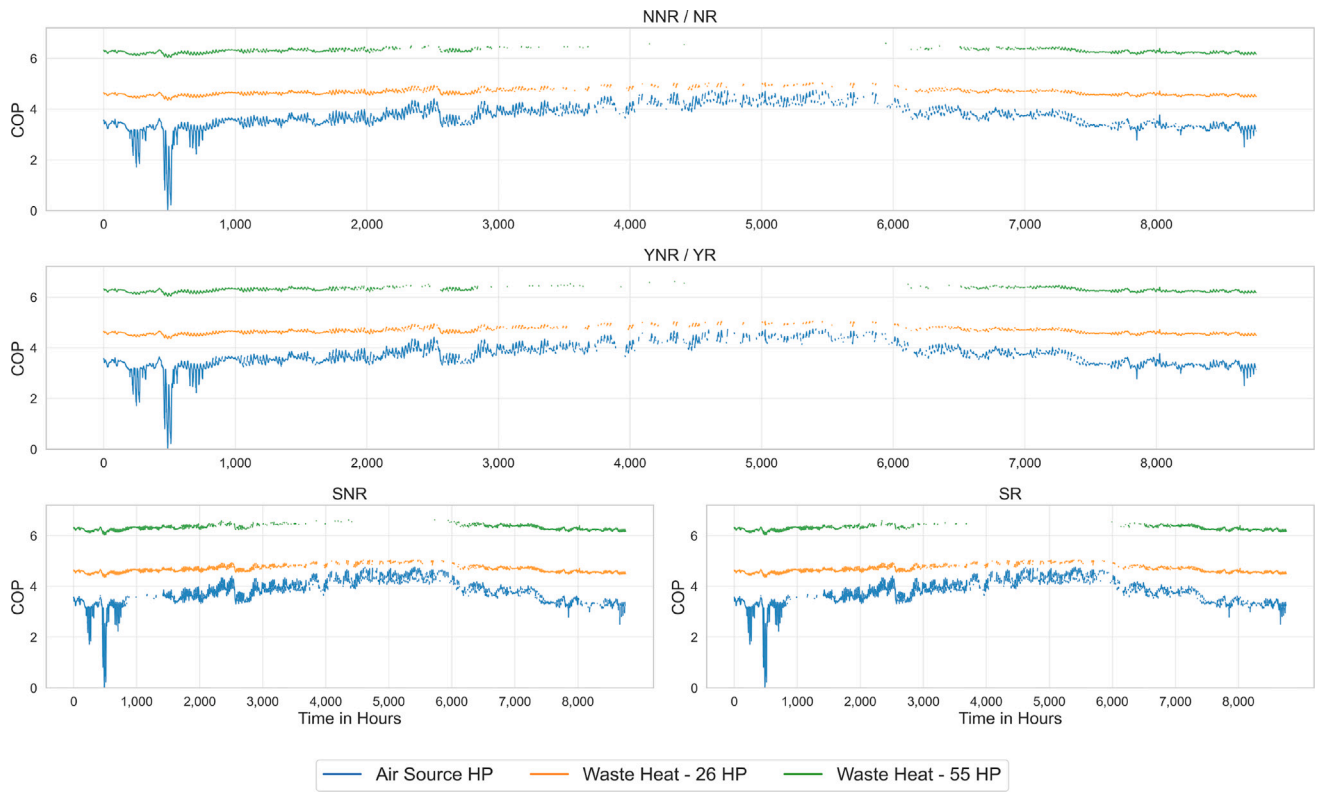 NNR / NR
COP
6
4
2
0
0 1,000 2,000 3,000 4,000 5,000 6,000 7,000 8,000
YNR / YR
COP
6
4
2
0
0 1,000 2,000 3,000 4,000 5,000 6,000 7,000 8,000
SNR
COP
6
4
2
0
0 1,000 2,000 3,000 4,000 5,000 6,000 7,000 8,000
Time in Hours
SR
COP
6
4
2
0
0 1,000 2,000 3,000 4,000 5,000 6,000 7,000 8,000
Time in Hours
Air Source HP Waste Heat - 26 HP Waste Heat - 55 HP